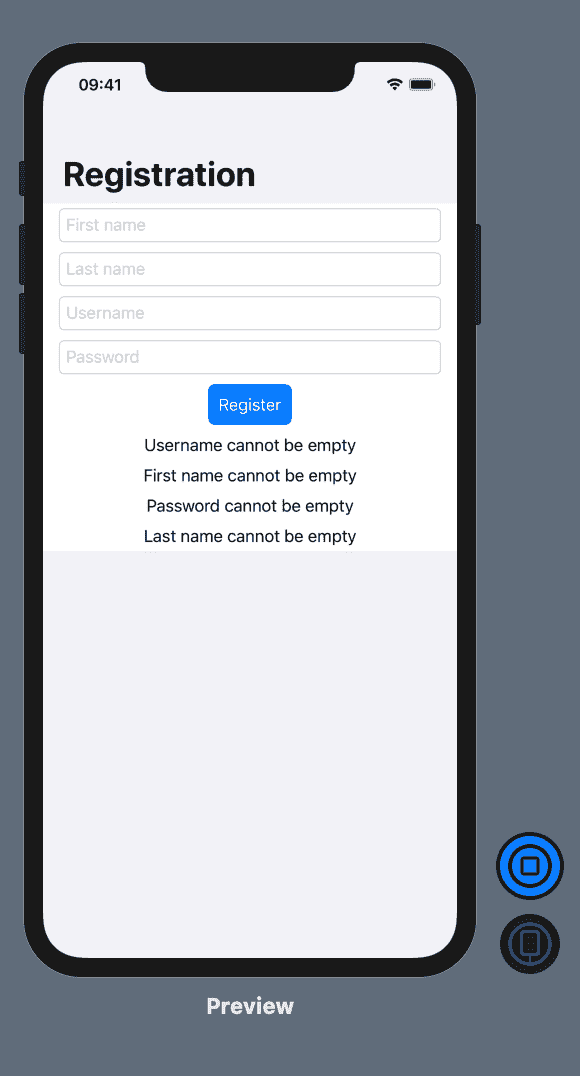 09:41
Registration
First name
Last name
Username
Password
Register
Username cannot be empty
First name cannot be empty
Password cannot be empty
Last name cannot be empty
Preview